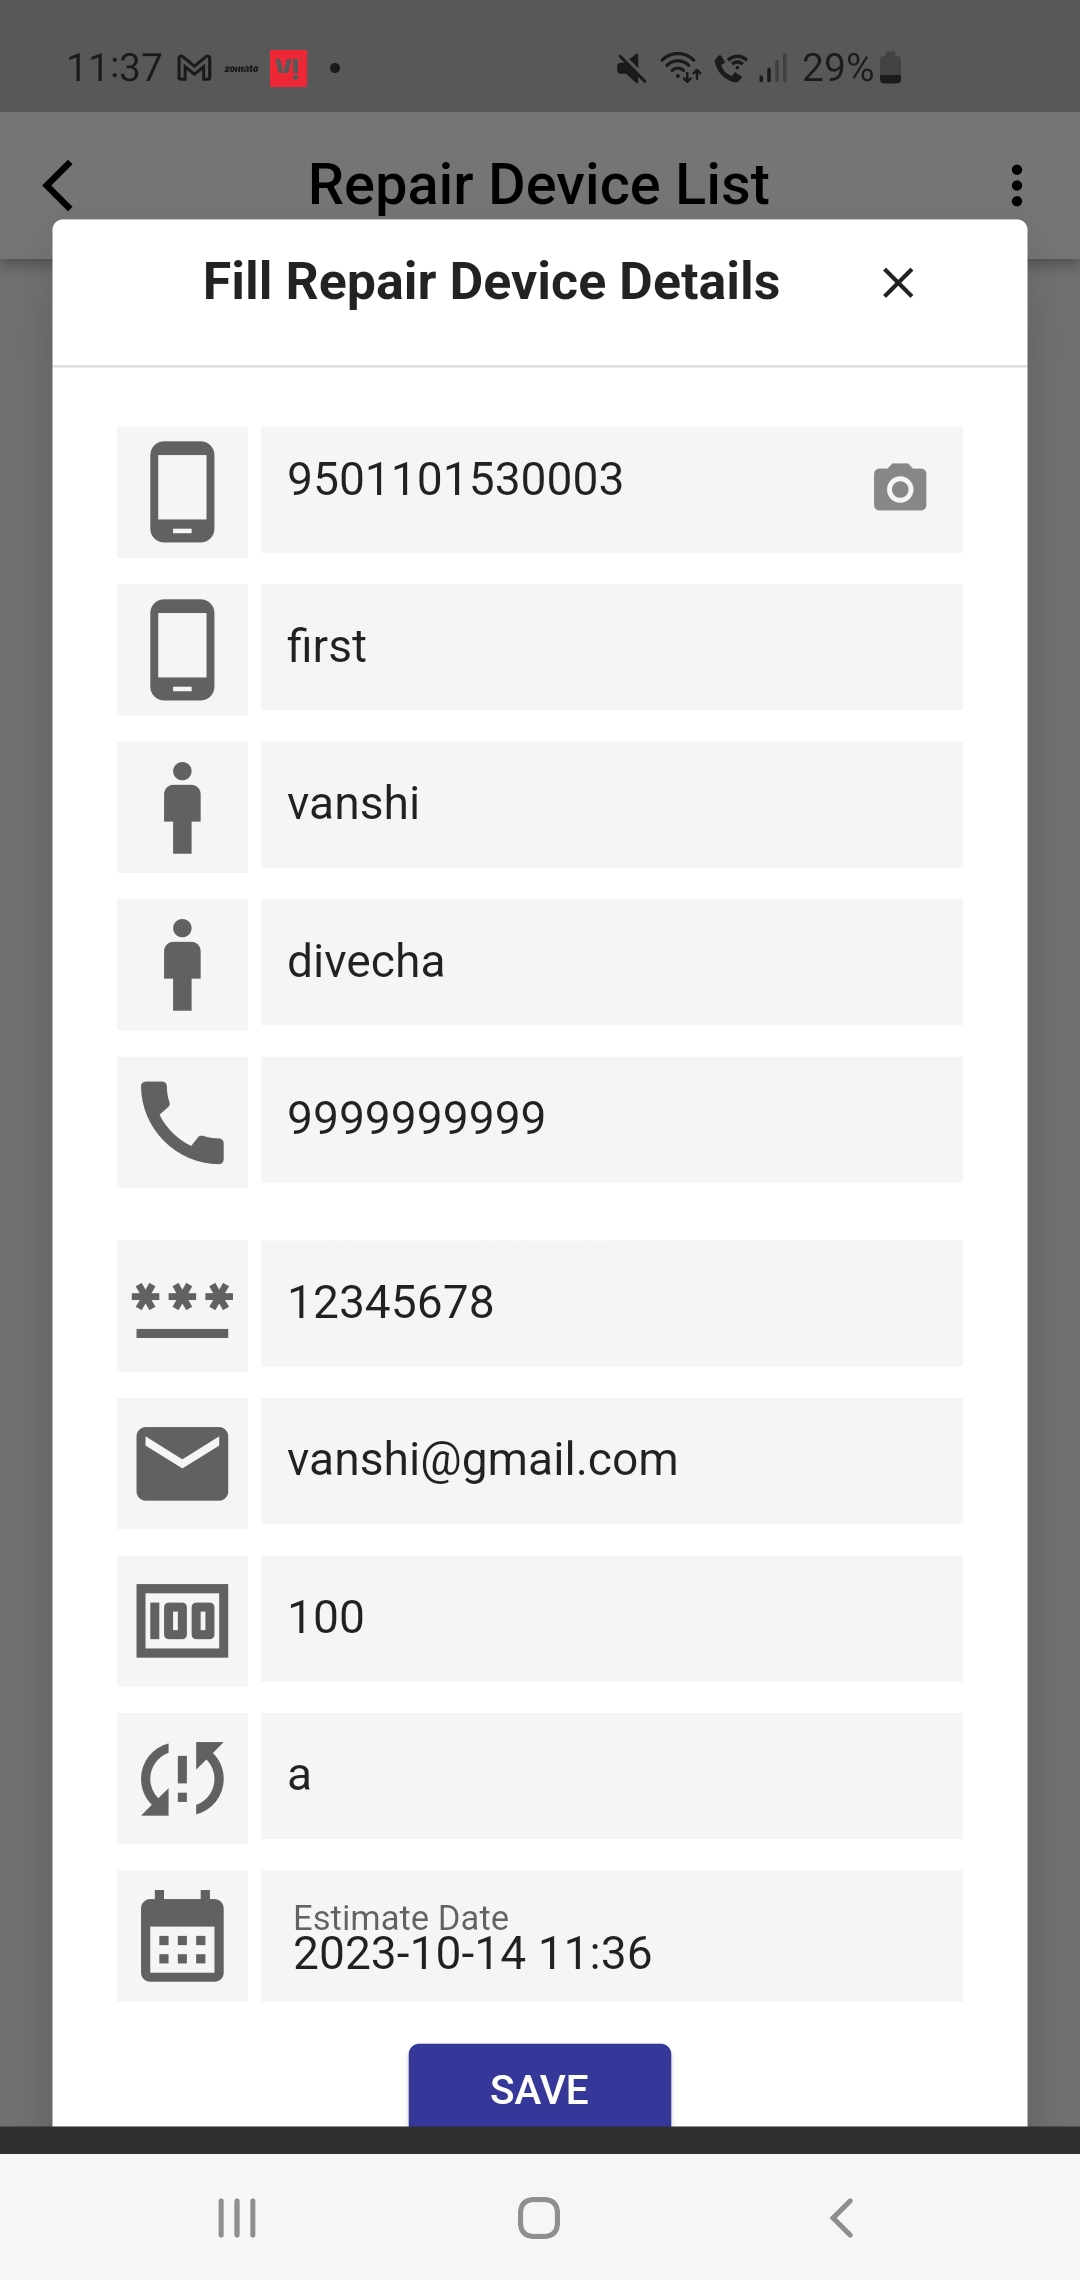 11:37 zomato V! 29%
Repair Device List
Fill Repair Device Details
9501101530003
first
vanshi
divecha
9999999999
*** 12345678
vanshi@gmail.com
100 100
a
Estimate Date
2023-10-14 11:36
SAVE